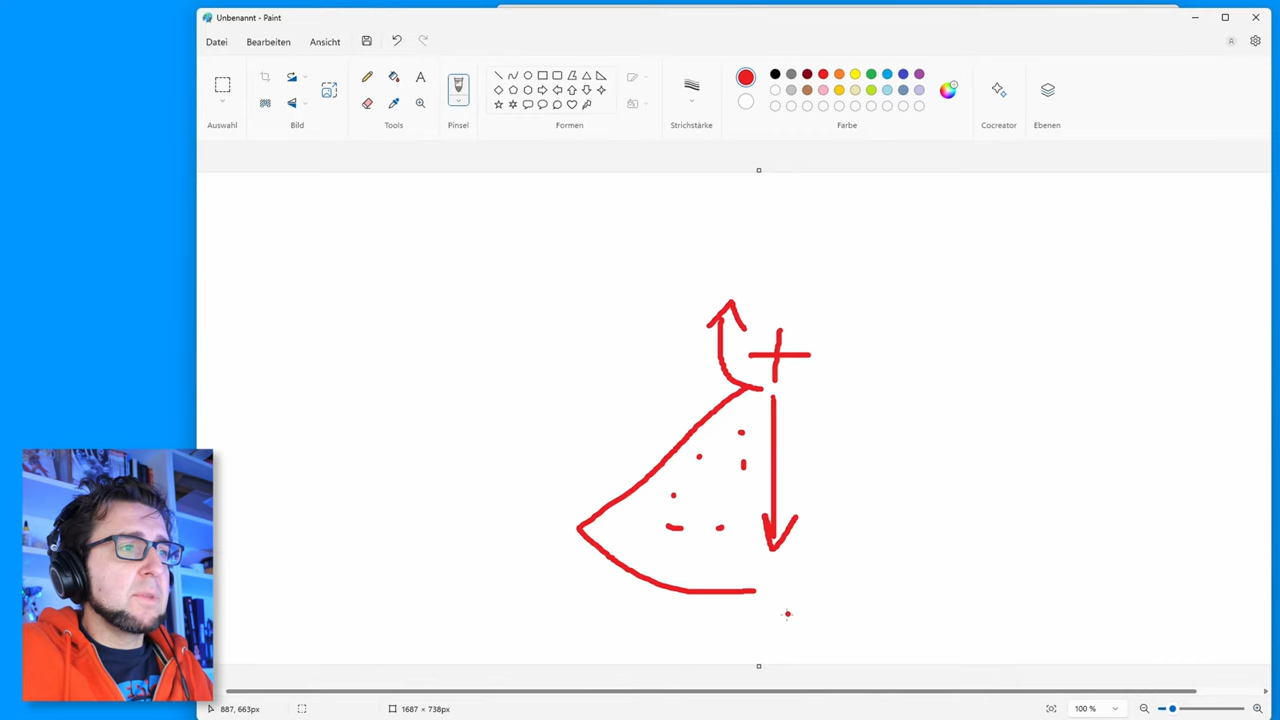 Unbenannt - Paint
Datei Bearbeiten Ansicht
Auswahl Bild Tools Pinsel Formen Strichstärke Farbe Cocreator Ebenen
887, 663px 1687 × 738px 100 %